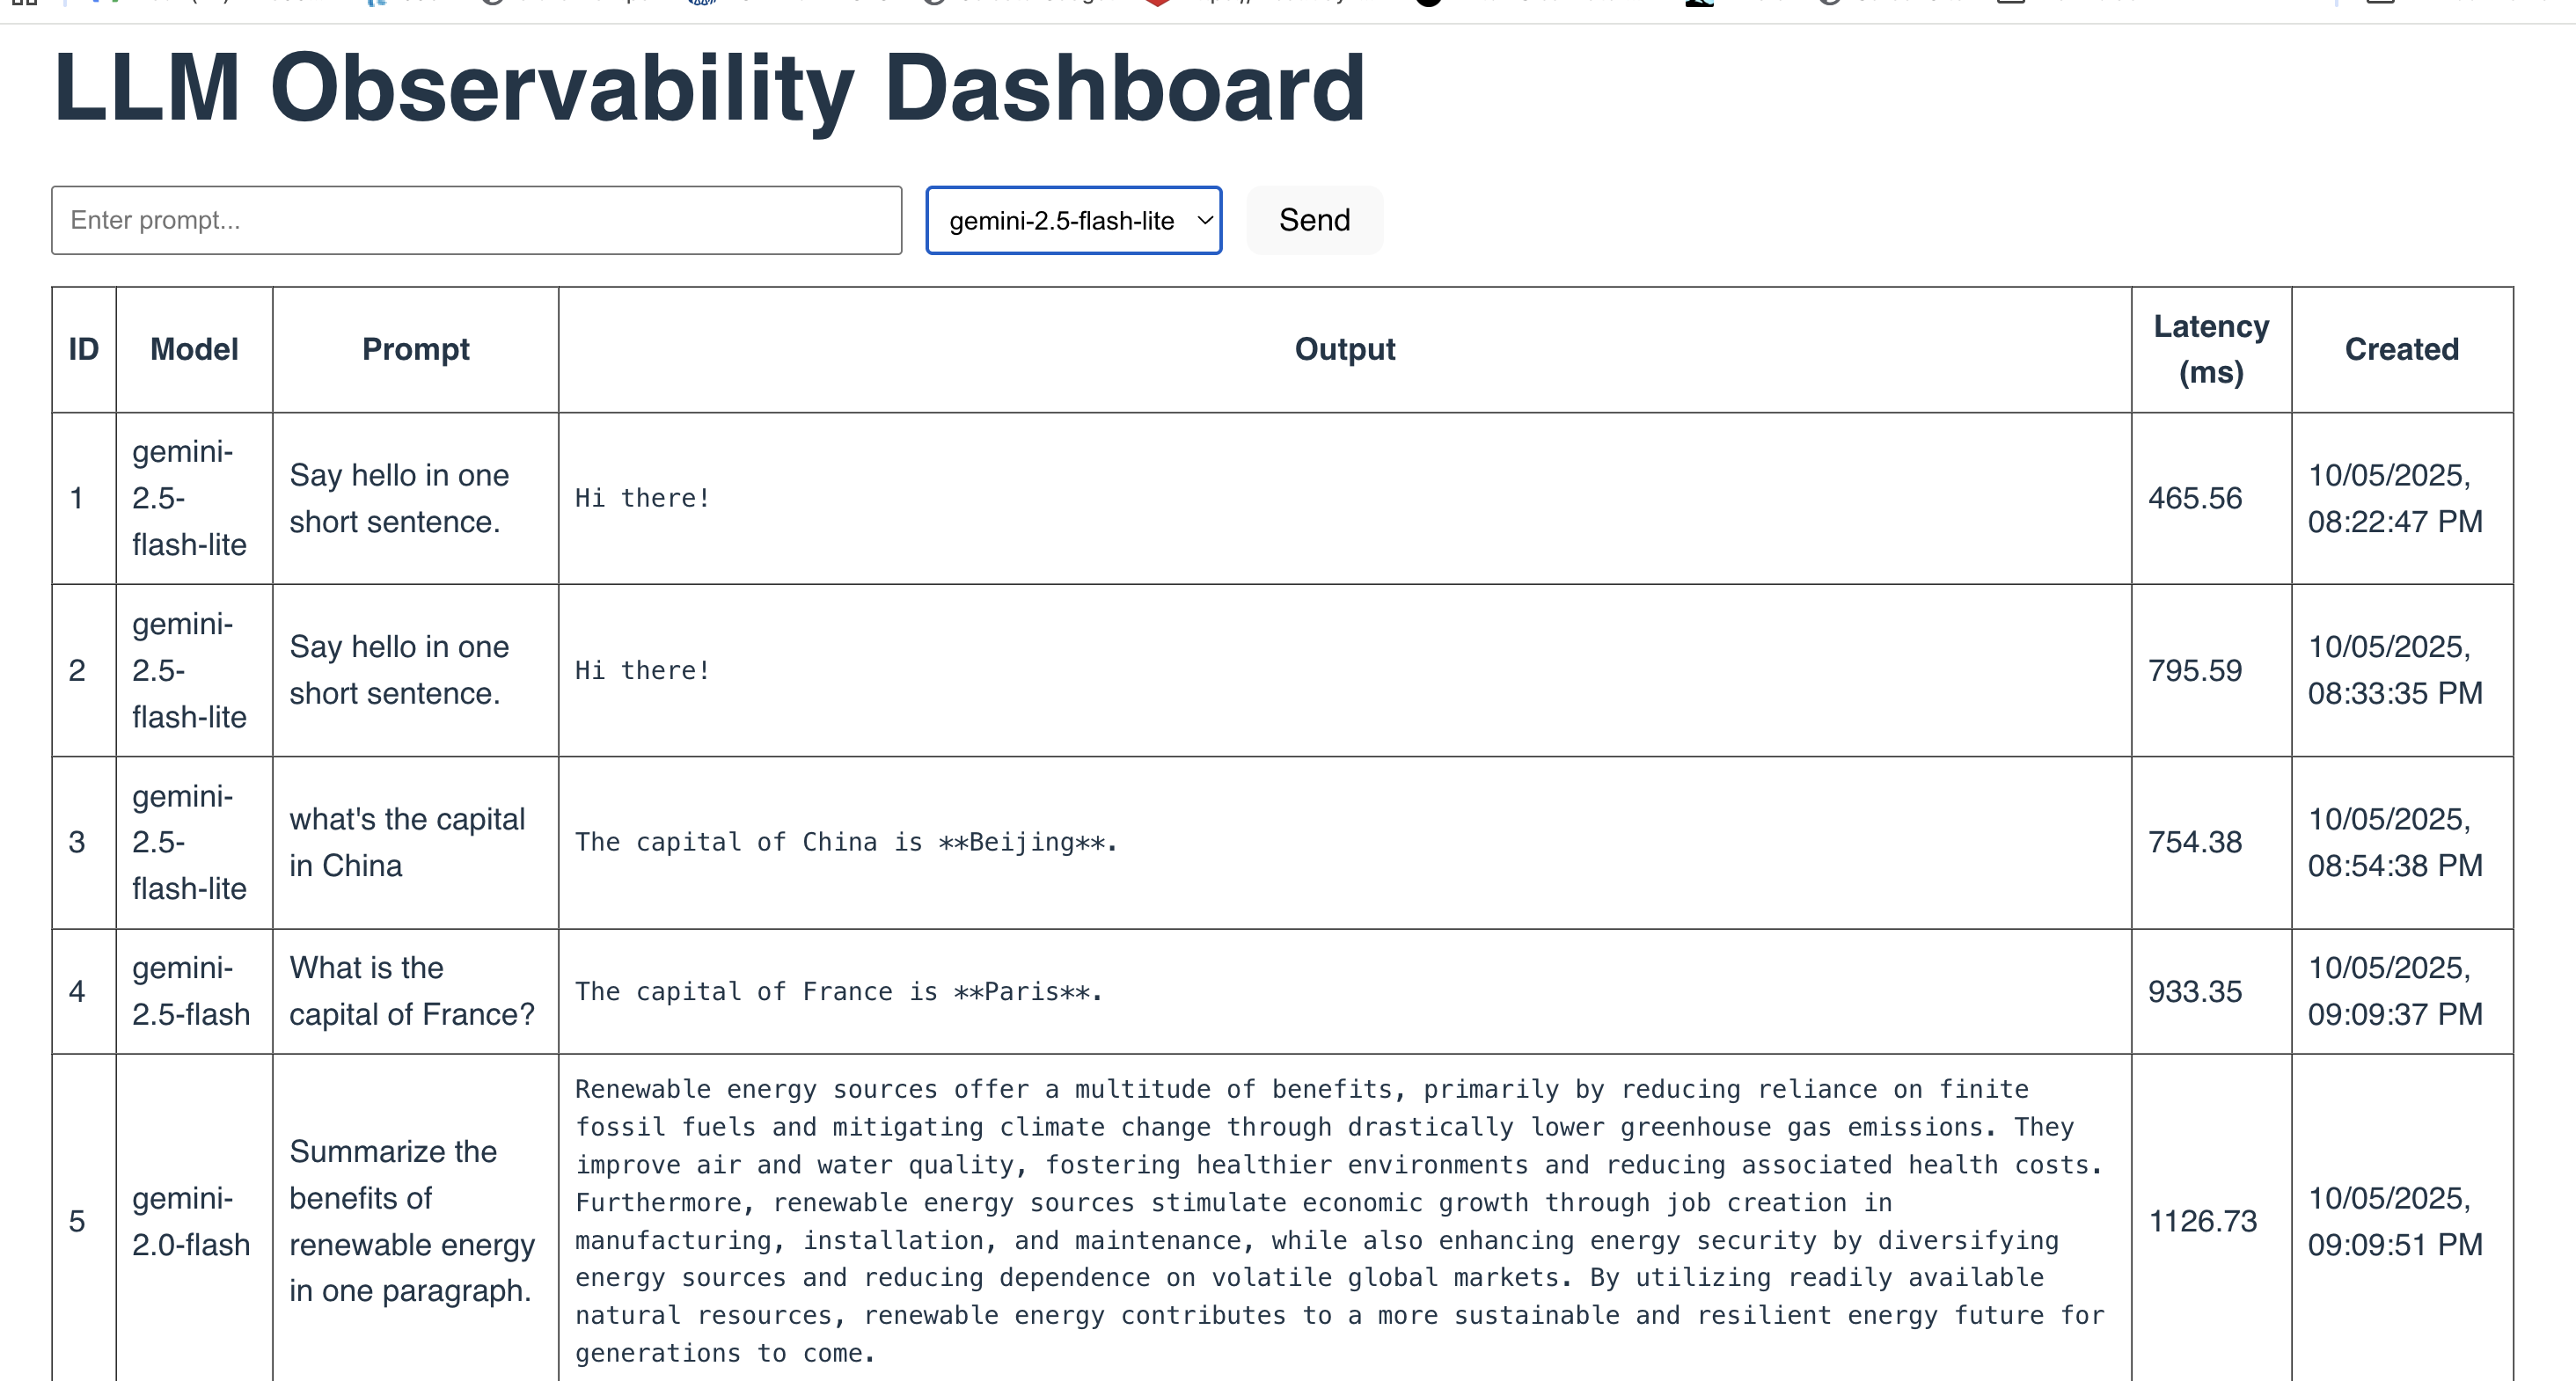 LLM Observability Dashboard
Enter prompt...
gemini-2.5-flash-lite
Send
ID
Model
Prompt
Output
Latency
(ms)
Created
1
gemini-
2.5-
flash-lite
Say hello in one
short sentence.
Hi there!
465.56
10/05/2025,
08:22:47 PM
2
gemini-
2.5-
flash-lite
Say hello in one
short sentence.
Hi there!
795.59
10/05/2025,
08:33:35 PM
3
gemini-
2.5-
flash-lite
what's the capital
in China
The capital of China is **Beijing**.
754.38
10/05/2025,
08:54:38 PM
4
gemini-
2.5-flash
What is the
capital of France?
The capital of France is **Paris**.
933.35
10/05/2025,
09:09:37 PM
5
gemini-
2.0-flash
Summarize the
benefits of
renewable energy
in one paragraph.
Renewable energy sources offer a multitude of benefits, primarily by reducing reliance on finite
fossil fuels and mitigating climate change through drastically lower greenhouse gas emissions. They
improve air and water quality, fostering healthier environments and reducing associated health costs.
Furthermore, renewable energy sources stimulate economic growth through job creation in
manufacturing, installation, and maintenance, while also enhancing energy security by diversifying
energy sources and reducing dependence on volatile global markets. By utilizing readily available
natural resources, renewable energy contributes to a more sustainable and resilient energy future for
generations to come.
1126.73
10/05/2025,
09:09:51 PM